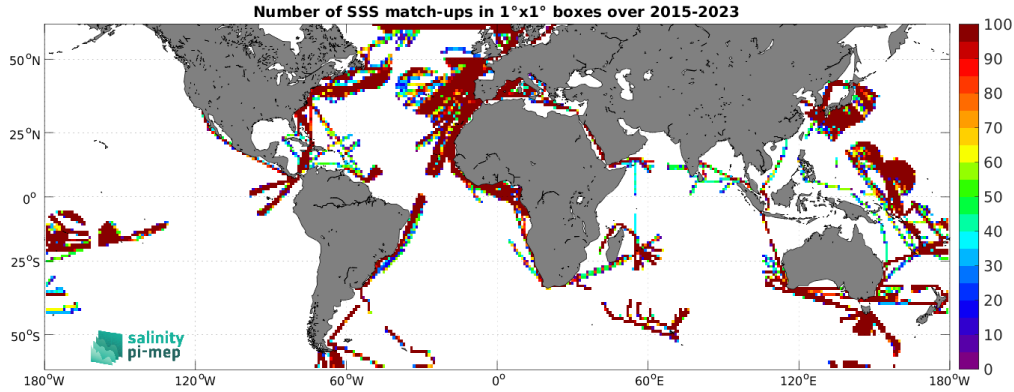 Number of SSS match-ups in 1°x1° boxes over 2015-2023
50°N
25°N
0°
25°S
50°S
180°W
120°W
60°W
0°
60°E
120°E
180°W
100
90
80
70
60
50
40
30
20
10
0
salinity
pi-mep